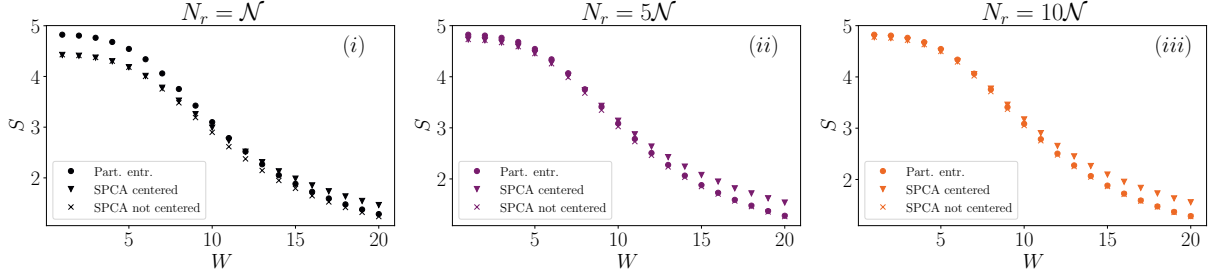 N_r = 𝒩
(i)
S
5
4
3
2
Part. entr.
SPCA centered
SPCA not centered
5 10 15 20
W
N_r = 5𝒩
(ii)
S
5
4
3
2
Part. entr.
SPCA centered
SPCA not centered
5 10 15 20
W
N_r = 10𝒩
(iii)
S
5
4
3
2
Part. entr.
SPCA centered
SPCA not centered
5 10 15 20
W